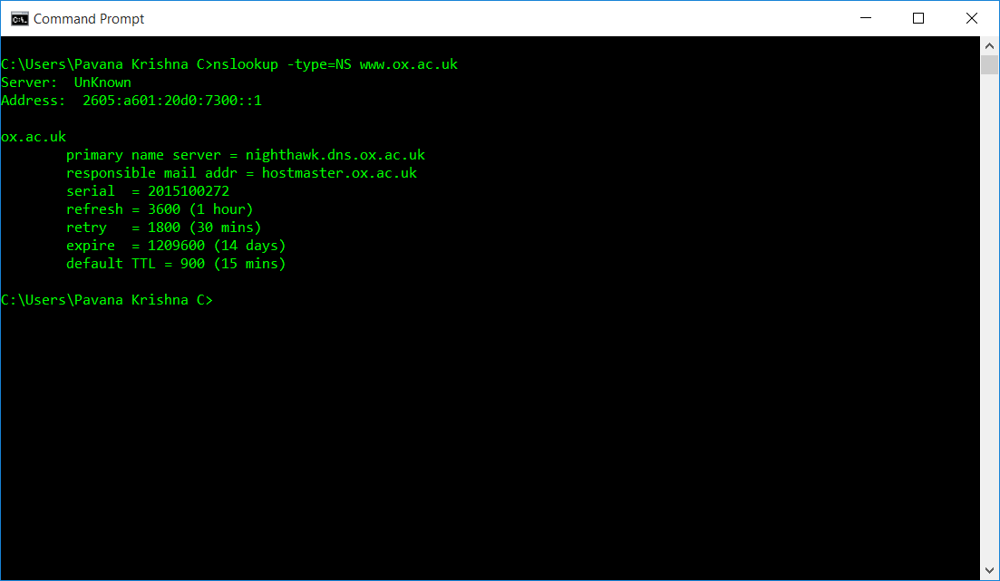 Command Prompt
C:\Users\Pavana Krishna C>nslookup -type=NS www.ox.ac.uk
Server:  UnKnown
Address:  2605:a601:20d0:7300::1
ox.ac.uk
        primary name server = nighthawk.dns.ox.ac.uk
        responsible mail addr = hostmaster.ox.ac.uk
        serial  = 2015100272
        refresh = 3600 (1 hour)
        retry   = 1800 (30 mins)
        expire  = 1209600 (14 days)
        default TTL = 900 (15 mins)
C:\Users\Pavana Krishna C>